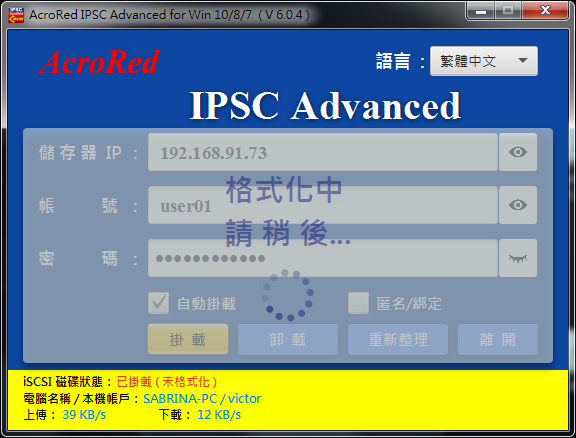 AcroRed IPSC Advanced for Win 10/8/7 ( V 6.0.4 )
AcroRed
語言 : 繁體中文
IPSC Advanced
儲存器 IP : 192.168.91.73
帳 號 : user01
格式化中
請稍後...
密 碼 : ●●●●●●●●●●●●
自動掛載 匿名/綁定
掛載 卸載 重新整理 離開
iSCSI 磁碟狀態 : 已掛載 ( 未格式化 )
電腦名稱 / 本機帳戶 : SABRINA-PC / victor
上傳 : 39 KB/s 下載 : 12 KB/s